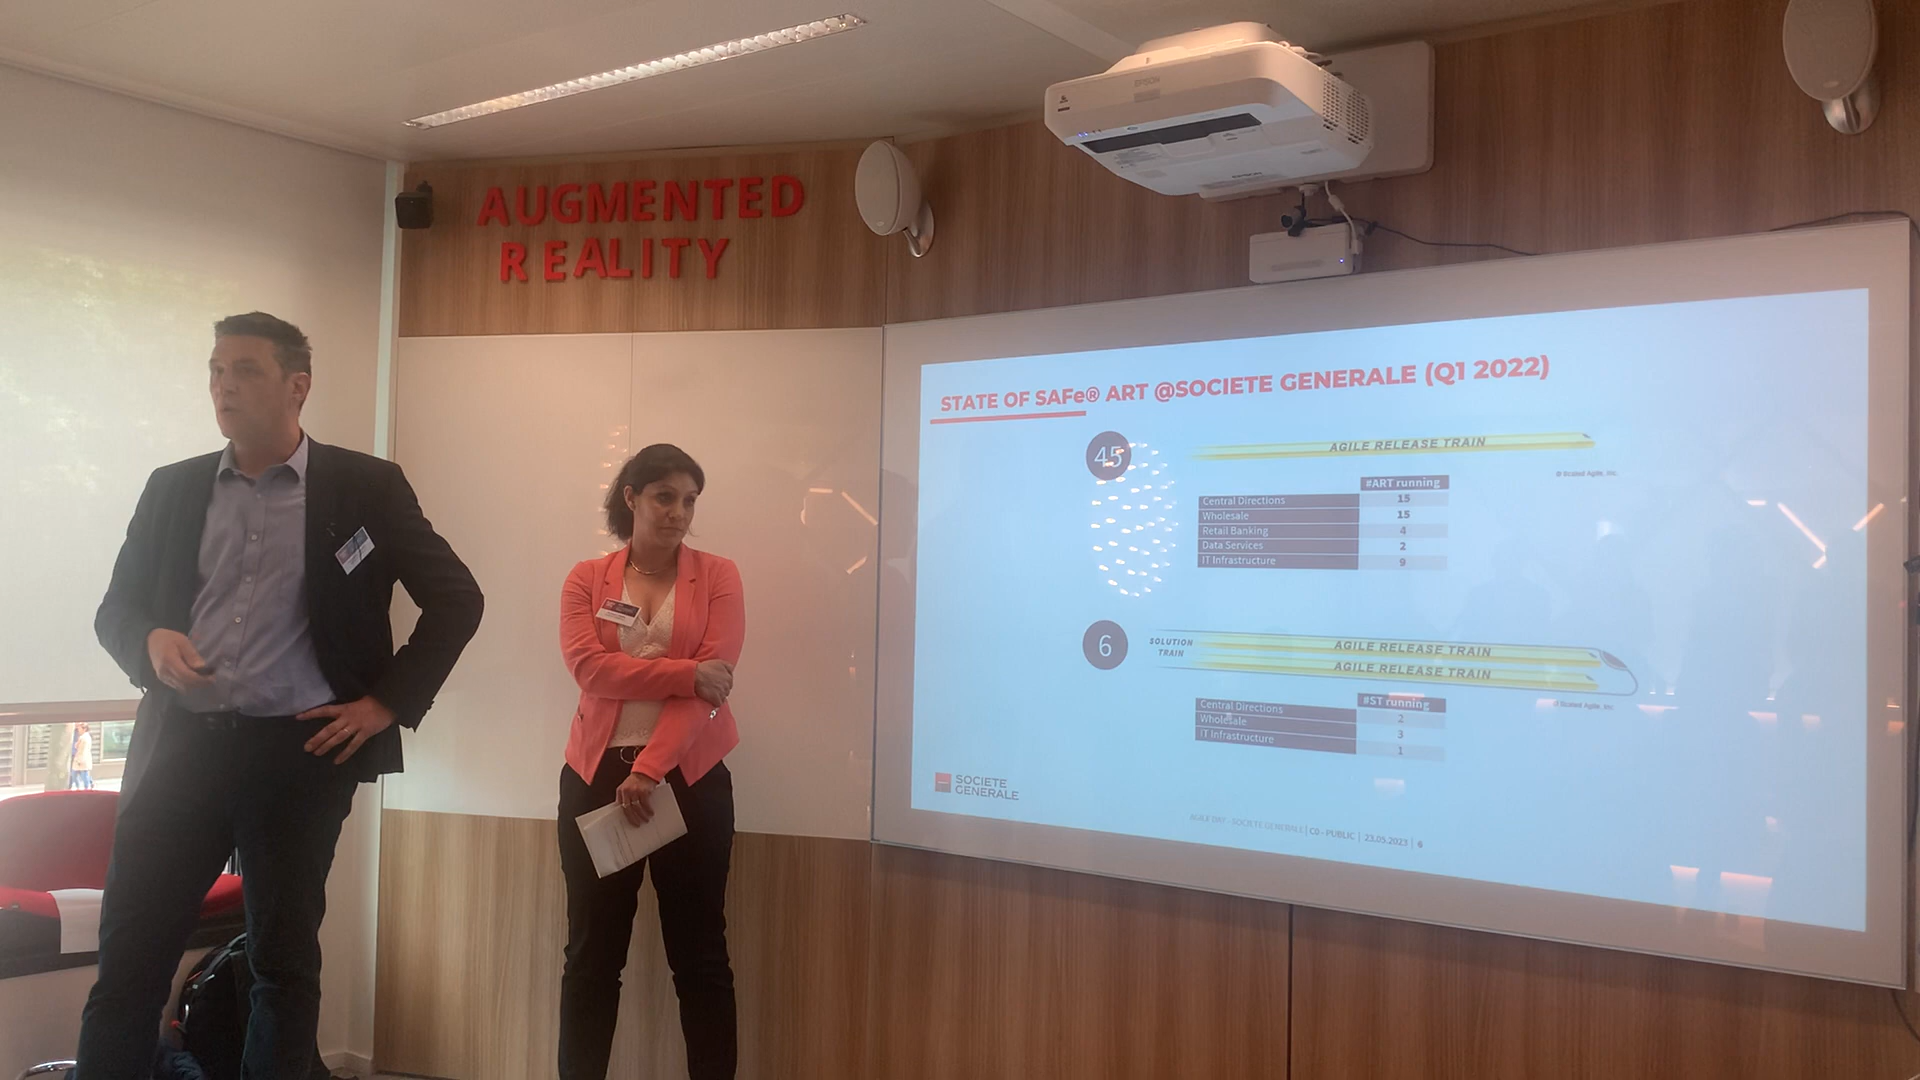 AUGMENTED
REALITY
EPSON
STATE OF SAFe® ART @SOCIETE GENERALE (Q1 2022)
45
AGILE RELEASE TRAIN
© Scaled Agile, Inc.
#ART running
Central Directions 15
Wholesale 15
Retail Banking 4
Data Services 2
IT Infrastructure 9
6
SOLUTION
TRAIN
AGILE RELEASE TRAIN
AGILE RELEASE TRAIN
© Scaled Agile, Inc.
#ST running
Central Directions 2
Wholesale 3
IT Infrastructure 1
SOCIETE
GENERALE
AGILE DAY - SOCIETE GENERALE | C0 - PUBLIC | 23.05.2023 | 6